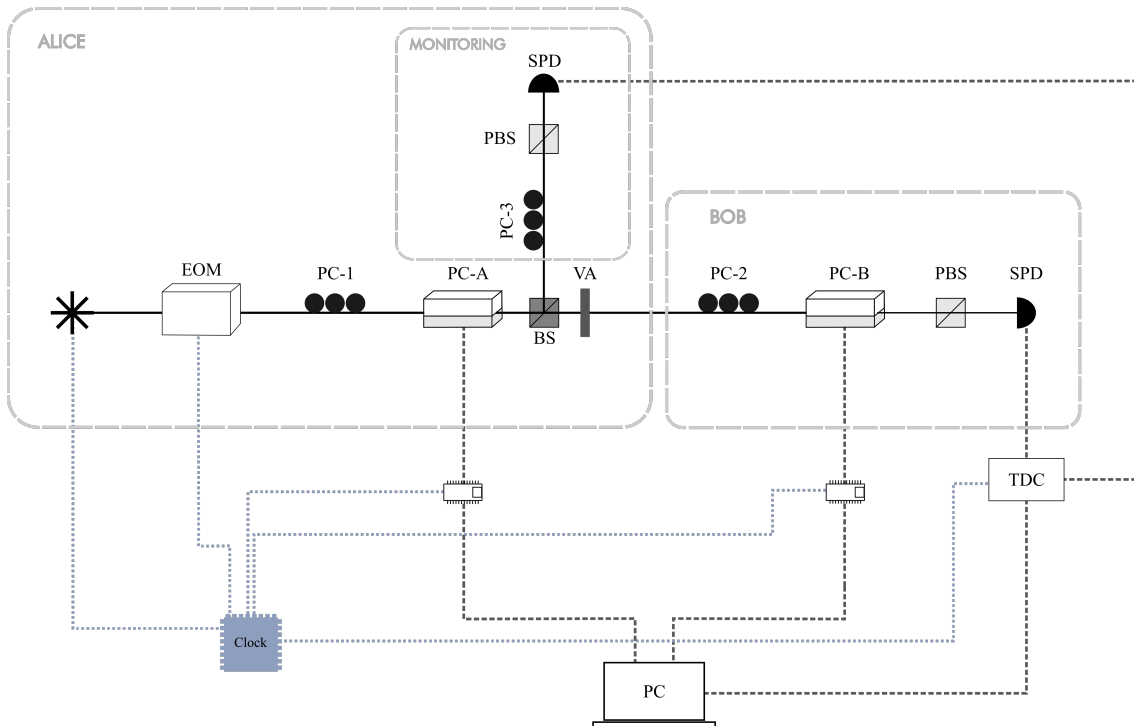 ALICE
MONITORING
SPD
PBS
PC-3
EOM
PC-1
PC-A
BS
VA
BOB
PC-2
PC-B
PBS
SPD
TDC
Clock
PC